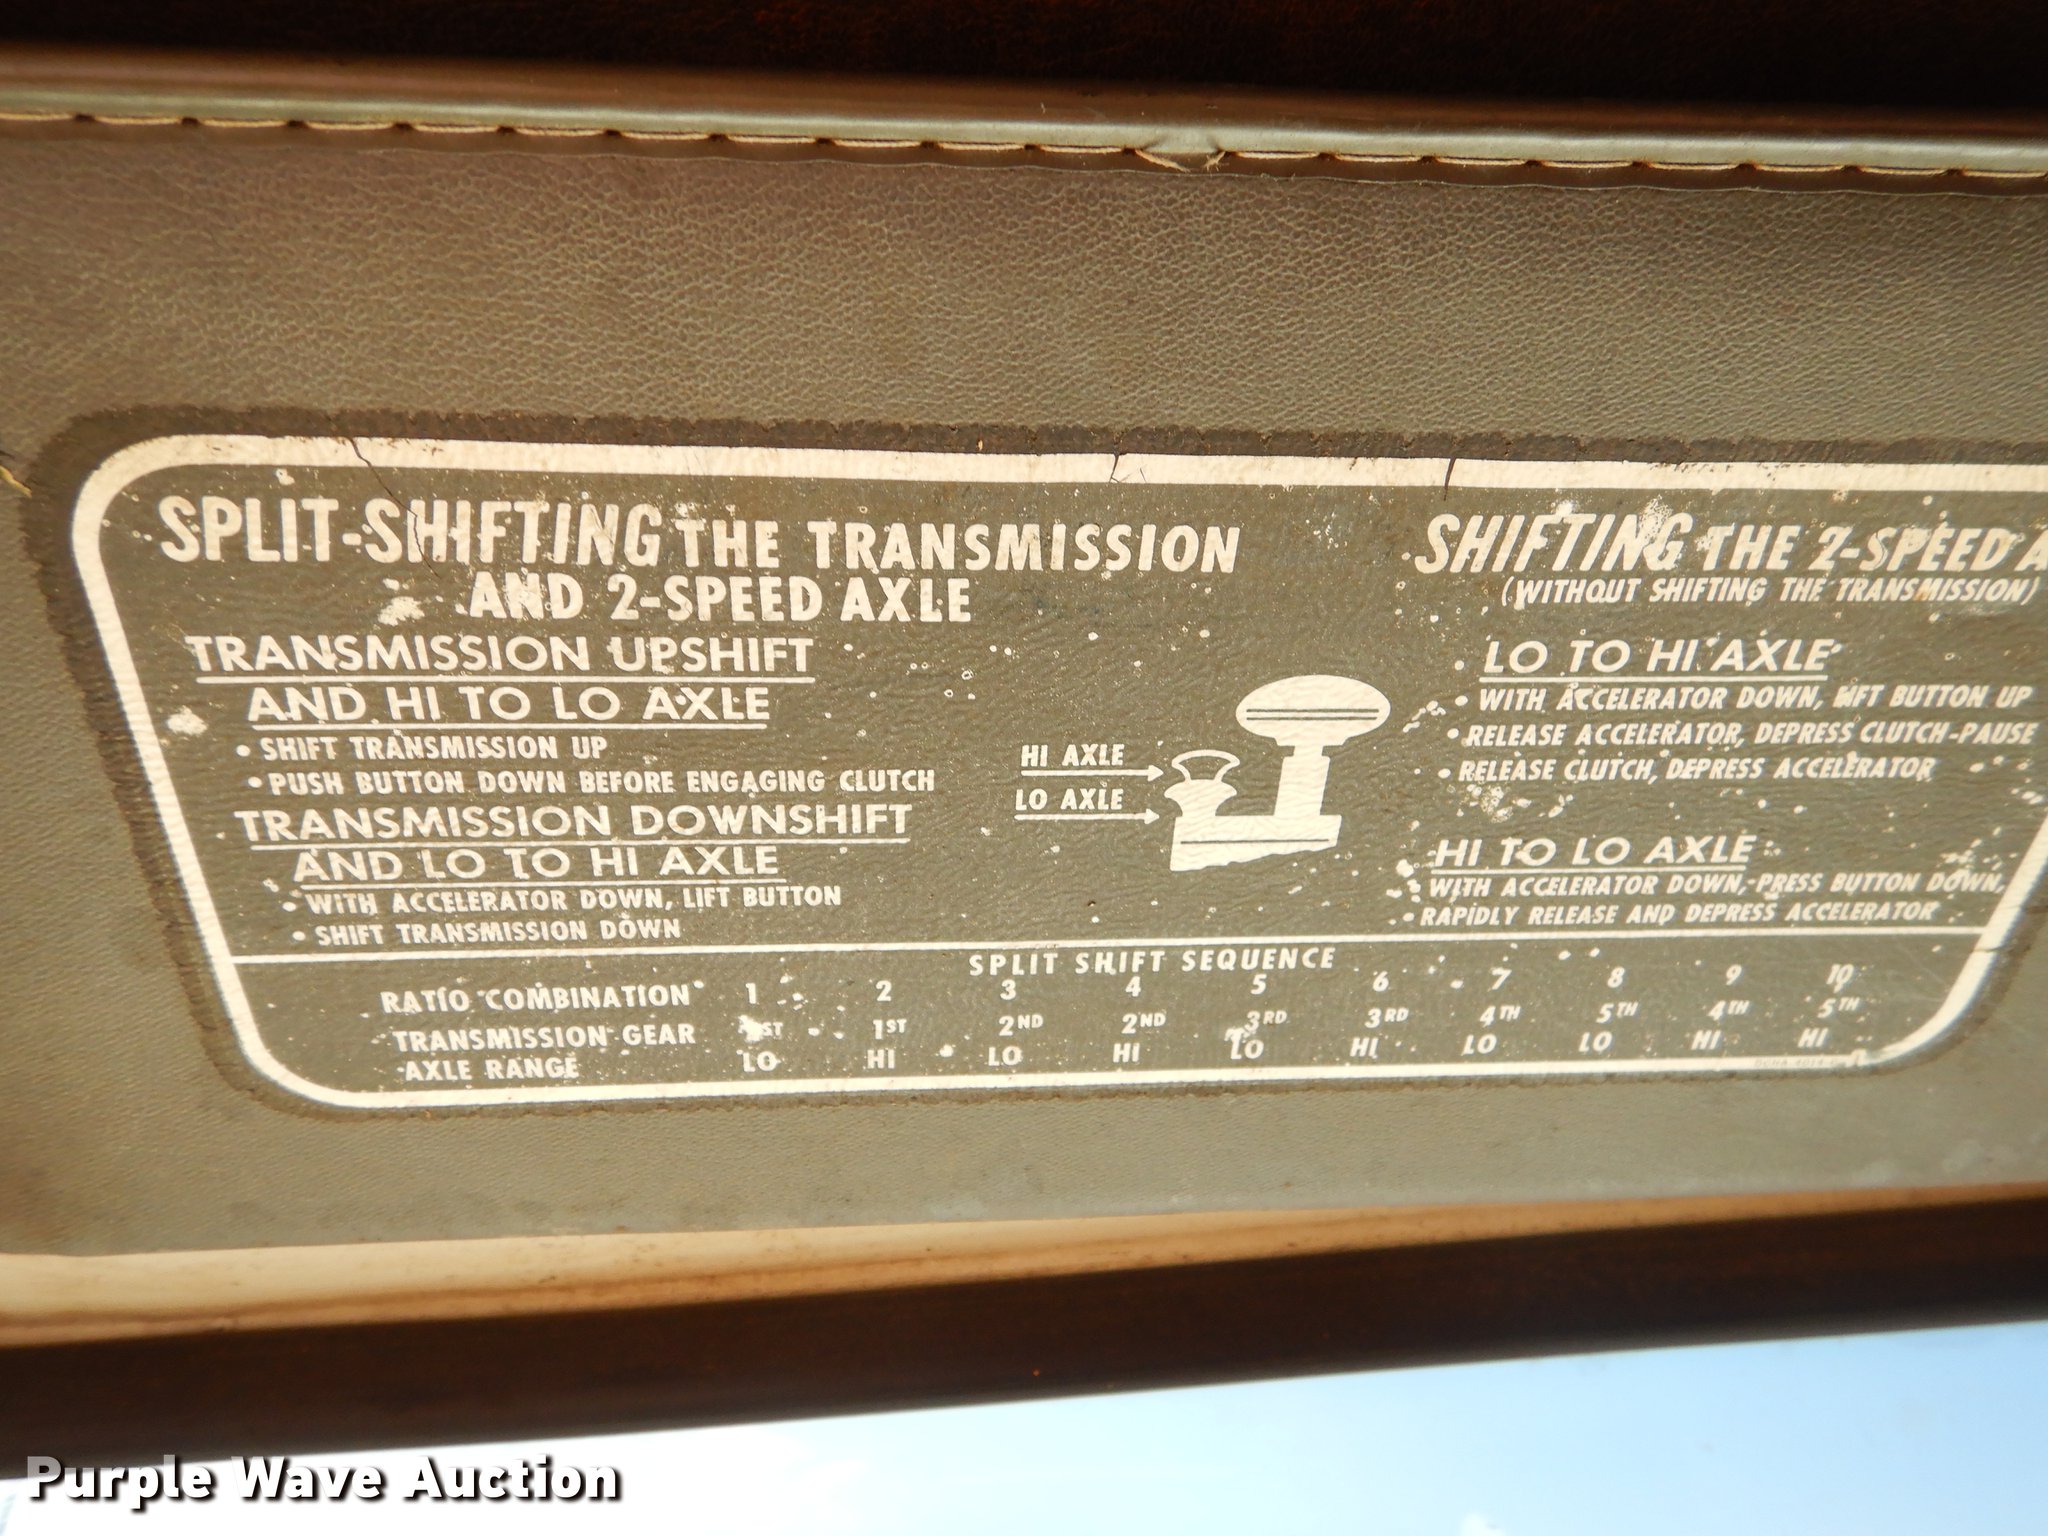 SPLIT-SHIFTING THE TRANSMISSION
AND 2-SPEED AXLE
TRANSMISSION UPSHIFT
AND HI TO LO AXLE
• SHIFT TRANSMISSION UP
• PUSH BUTTON DOWN BEFORE ENGAGING CLUTCH
TRANSMISSION DOWNSHIFT
AND LO TO HI AXLE
• WITH ACCELERATOR DOWN, LIFT BUTTON
• SHIFT TRANSMISSION DOWN
HI AXLE
LO AXLE
SHIFTING THE 2-SPEED A
(WITHOUT SHIFTING THE TRANSMISSION)
LO TO HI AXLE
• WITH ACCELERATOR DOWN, LIFT BUTTON UP
• RELEASE ACCELERATOR, DEPRESS CLUTCH-PAUSE
• RELEASE CLUTCH, DEPRESS ACCELERATOR
HI TO LO AXLE
• WITH ACCELERATOR DOWN, PRESS BUTTON DOWN,
• RAPIDLY RELEASE AND DEPRESS ACCELERATOR
SPLIT SHIFT SEQUENCE
RATIO COMBINATION 1 2 3 4 5 6 7 8 9 10
TRANSMISSION GEAR 1ST 1ST 2ND 2ND 3RD 3RD 4TH 5TH 4TH 5TH
AXLE RANGE LO HI LO HI LO HI LO LO HI HI
Purple Wave Auction